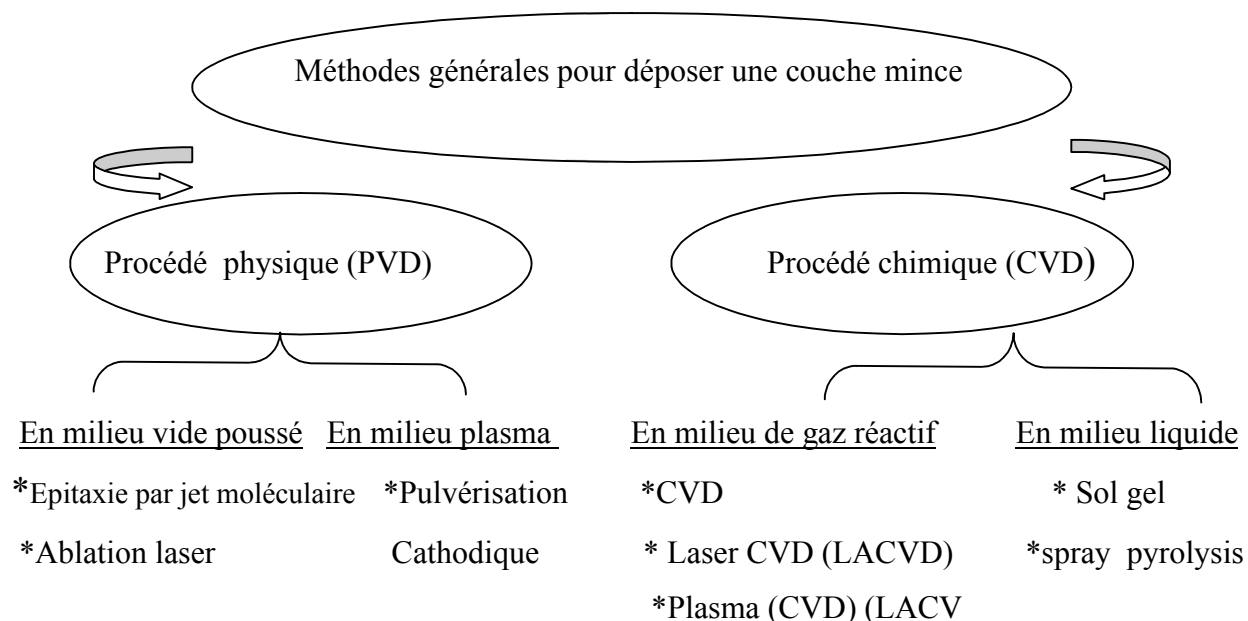 Méthodes générales pour déposer une couche mince
Procédé physique (PVD)
Procédé chimique (CVD)
En milieu vide poussé
*Epitaxie par jet moléculaire
*Ablation laser
En milieu plasma
*Pulvérisation
Cathodique
En milieu de gaz réactif
*CVD
* Laser CVD (LACVD)
*Plasma (CVD) (LACV
En milieu liquide
* Sol gel
*spray pyrolysis